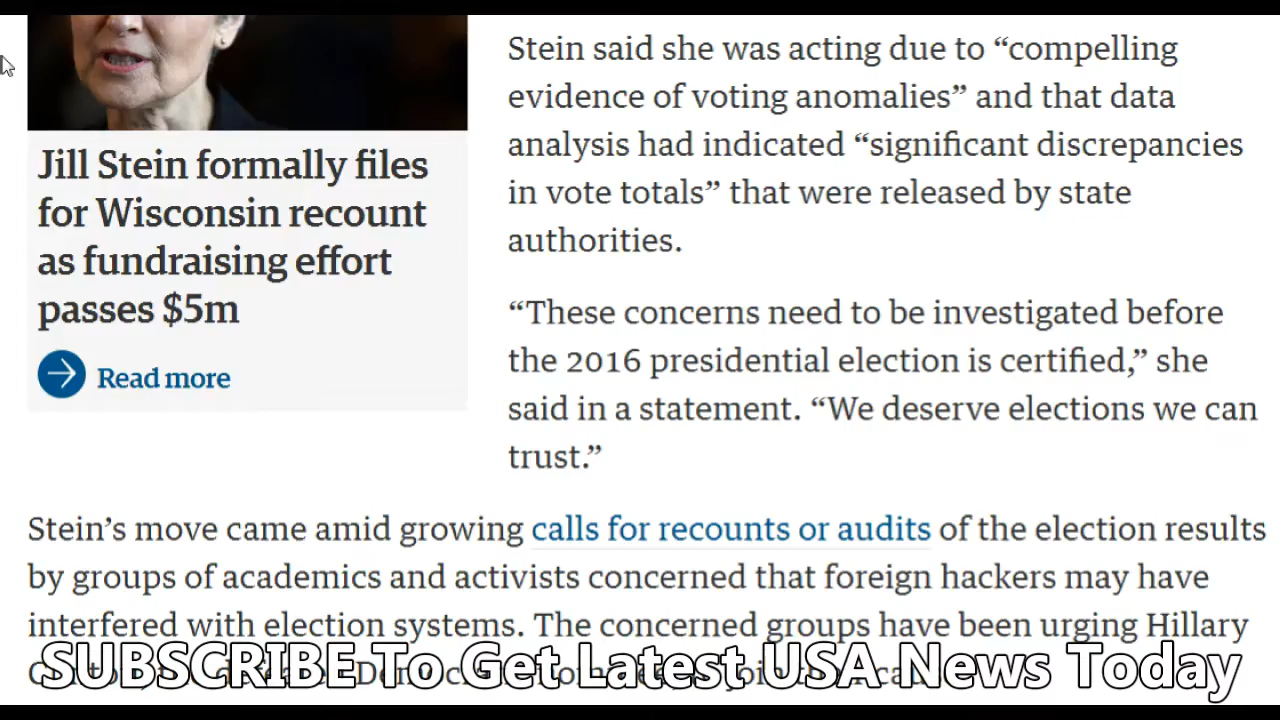 Jill Stein formally files
for Wisconsin recount
as fundraising effort
passes $5m
Read more
Stein said she was acting due to “compelling
evidence of voting anomalies” and that data
analysis had indicated “significant discrepancies
in vote totals” that were released by state
authorities.
“These concerns need to be investigated before
the 2016 presidential election is certified,” she
said in a statement. “We deserve elections we can
trust.”
Stein’s move came amid growing calls for recounts or audits of the election results
by groups of academics and activists concerned that foreign hackers may have
interfered with election systems. The concerned groups have been urging Hillary
SUBSCRIBE To Get Latest USA News Today